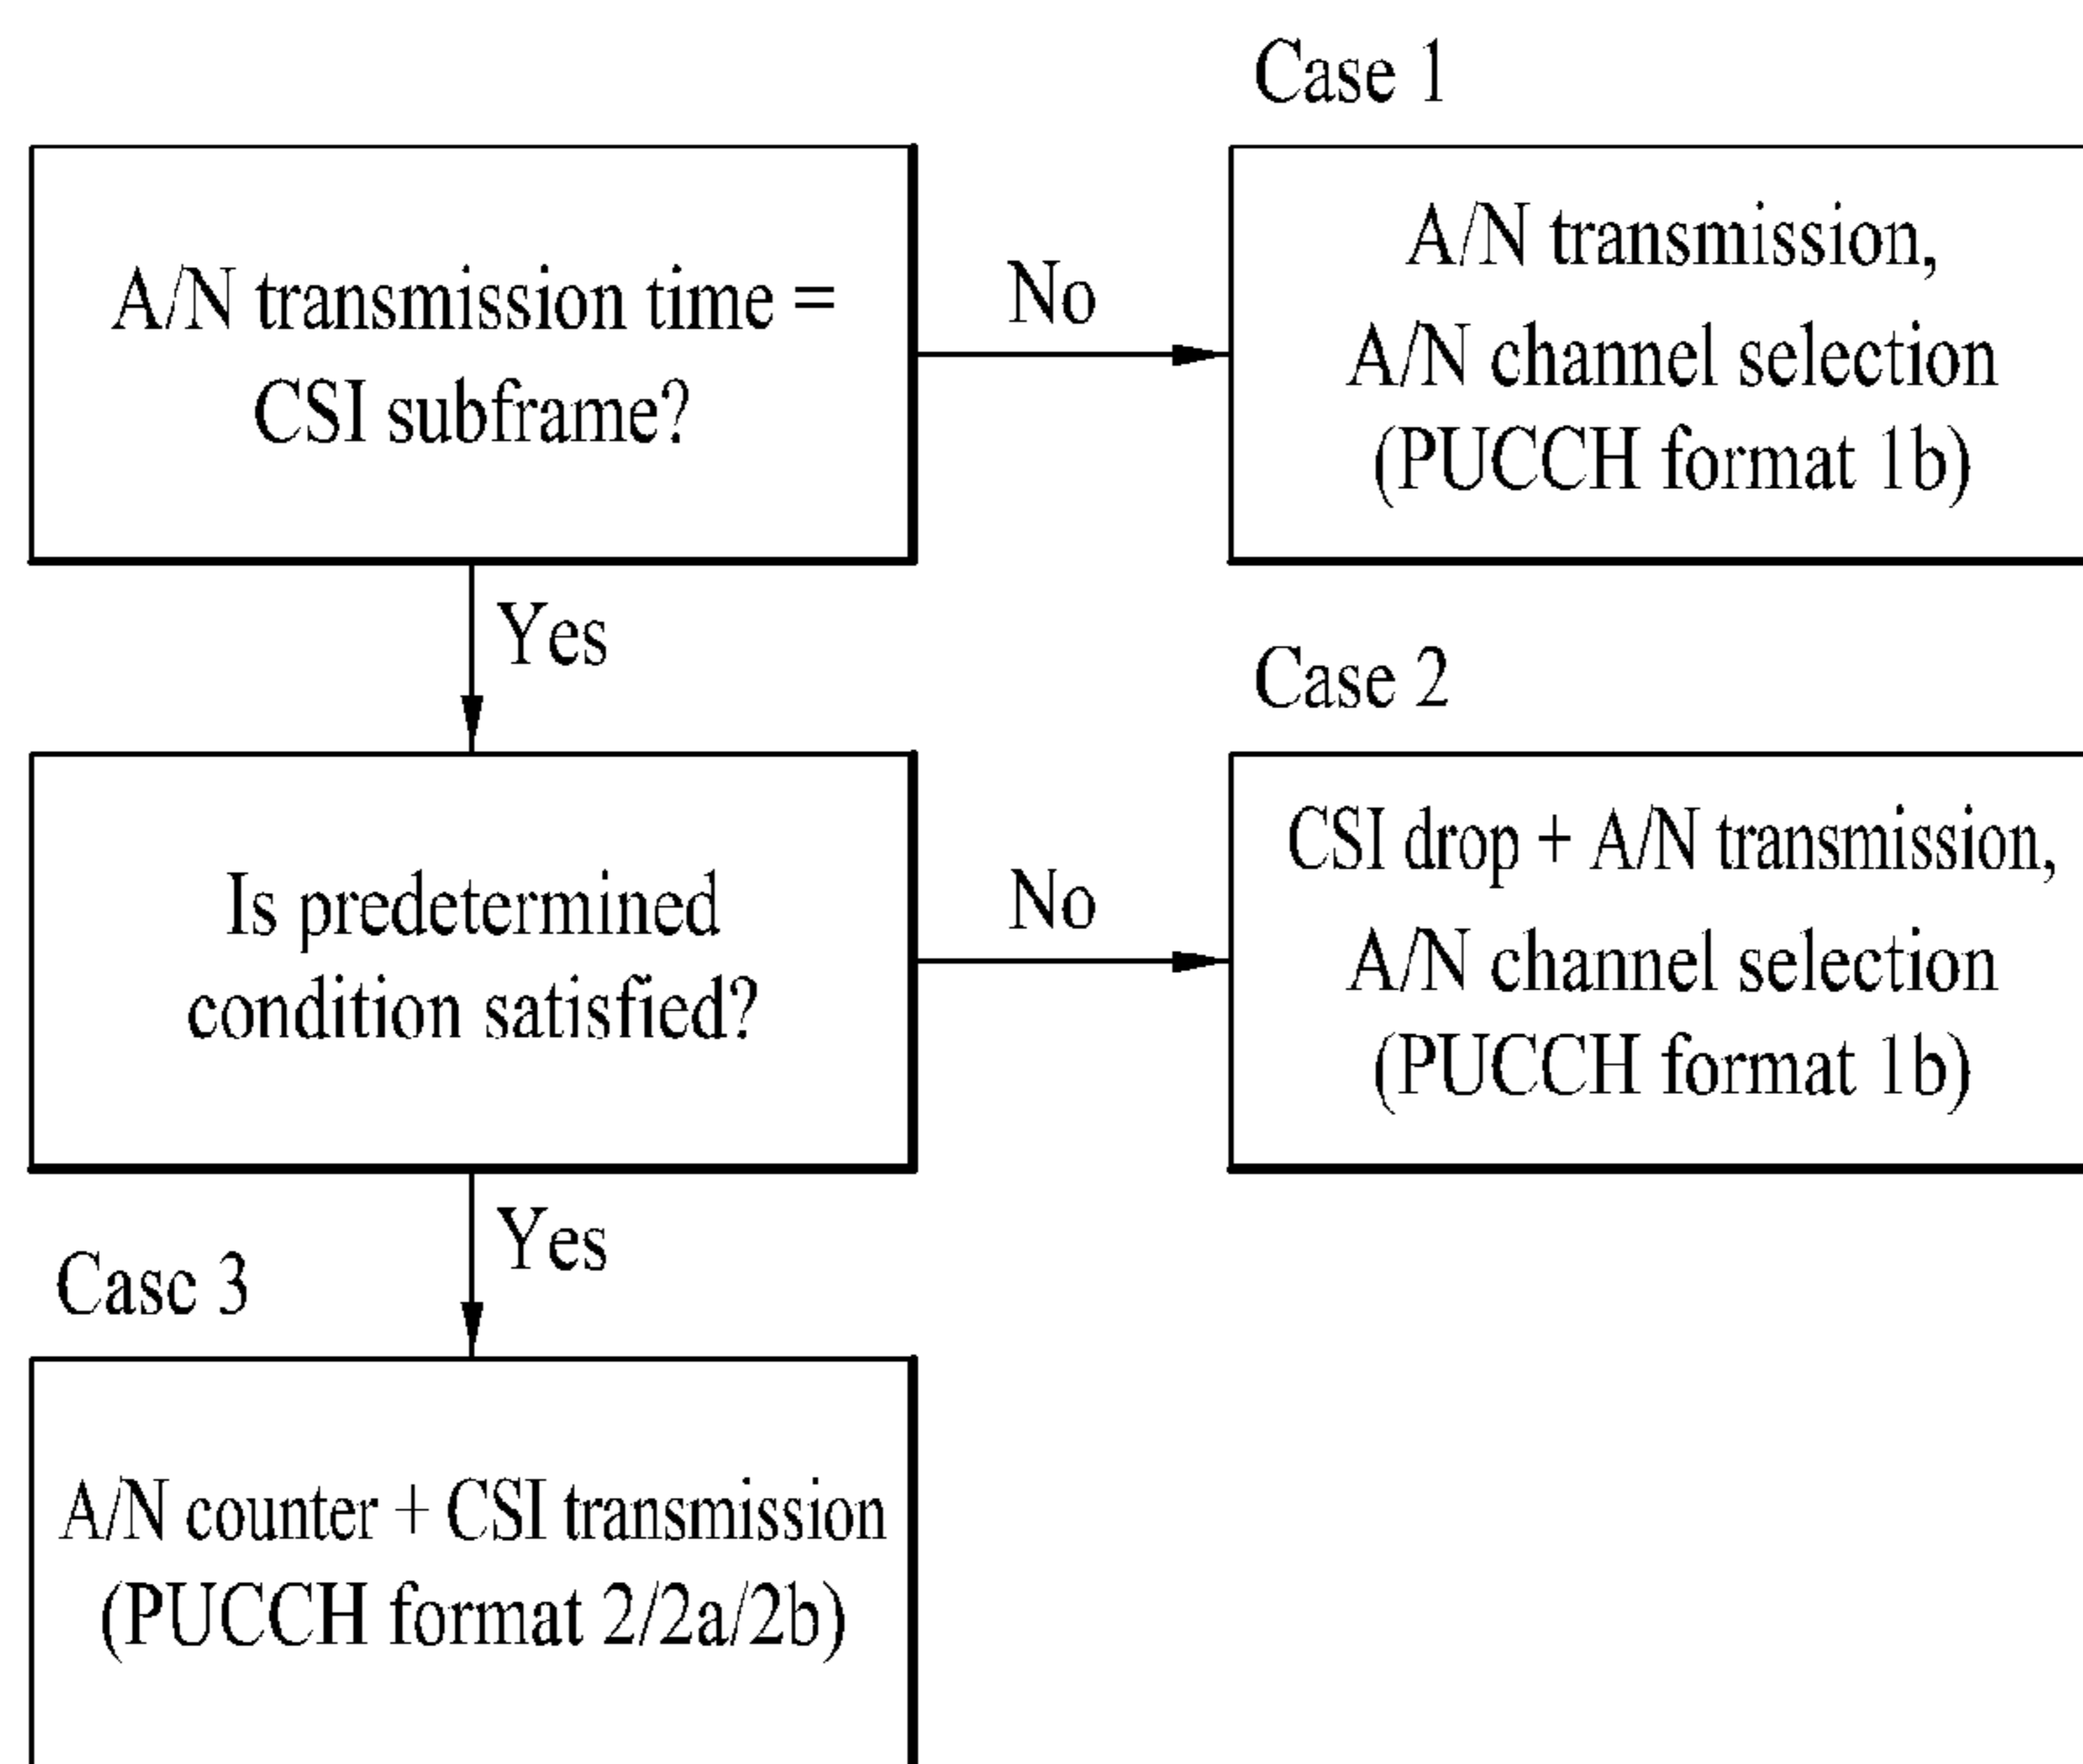 Case 1
A/N transmission time =
CSI subframe?
No
A/N transmission,
A/N channel selection
(PUCCH format 1b)
Yes
Case 2
Is predetermined
condition satisfied?
No
CSI drop + A/N transmission,
A/N channel selection
(PUCCH format 1b)
Yes
Case 3
A/N counter + CSI transmission
(PUCCH format 2/2a/2b)